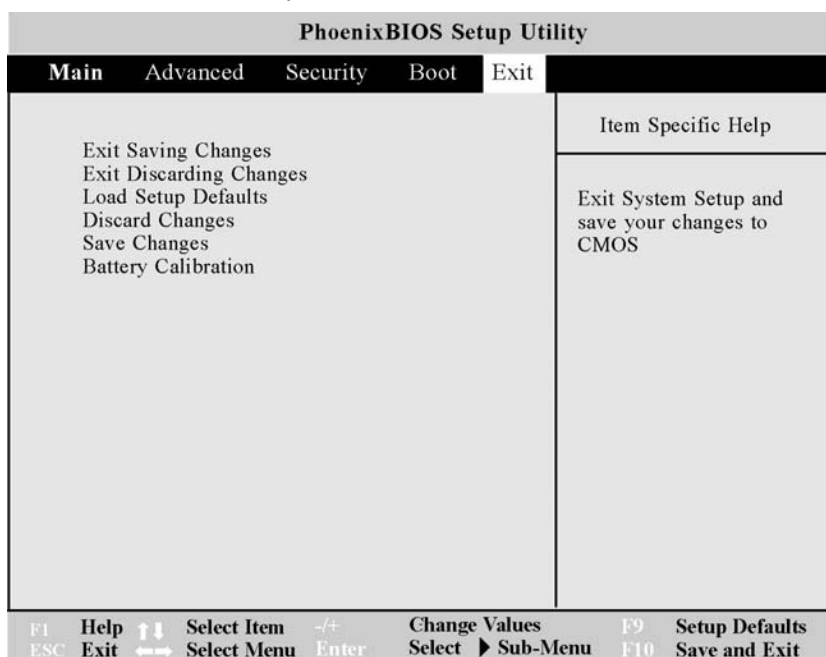 PhoenixBIOS Setup Utility
Main Advanced Security Boot Exit
Item Specific Help
Exit Saving Changes
Exit Discarding Changes
Load Setup Defaults
Discard Changes
Save Changes
Battery Calibration
Exit System Setup and
save your changes to
CMOS
F1 Help Select Item -/+ Change Values F9 Setup Defaults
ESC Exit Select Menu Enter Select Sub-Menu F10 Save and Exit